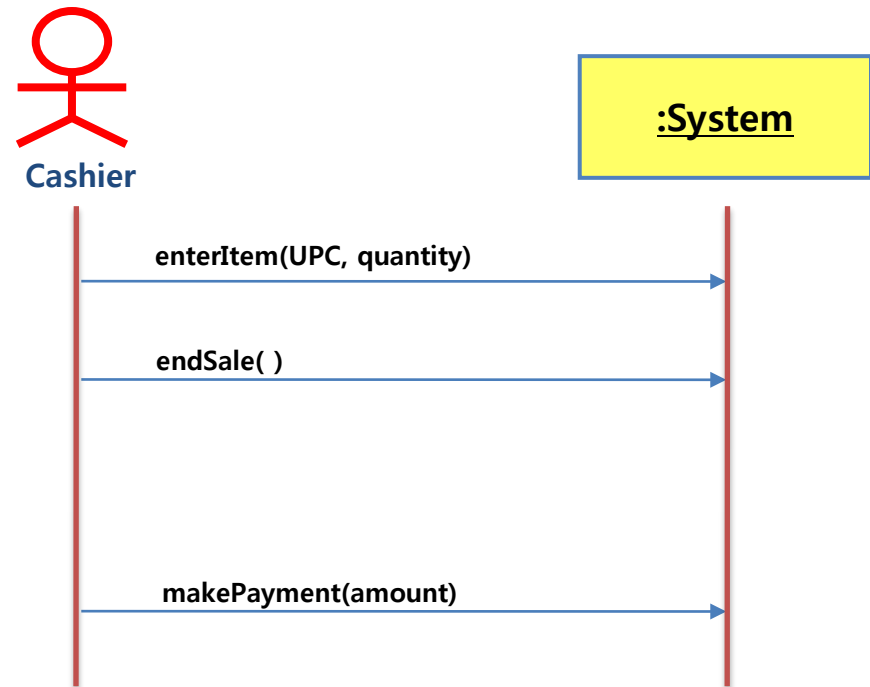 :System
Cashier
enterItem(UPC, quantity)
endSale( )
makePayment(amount)